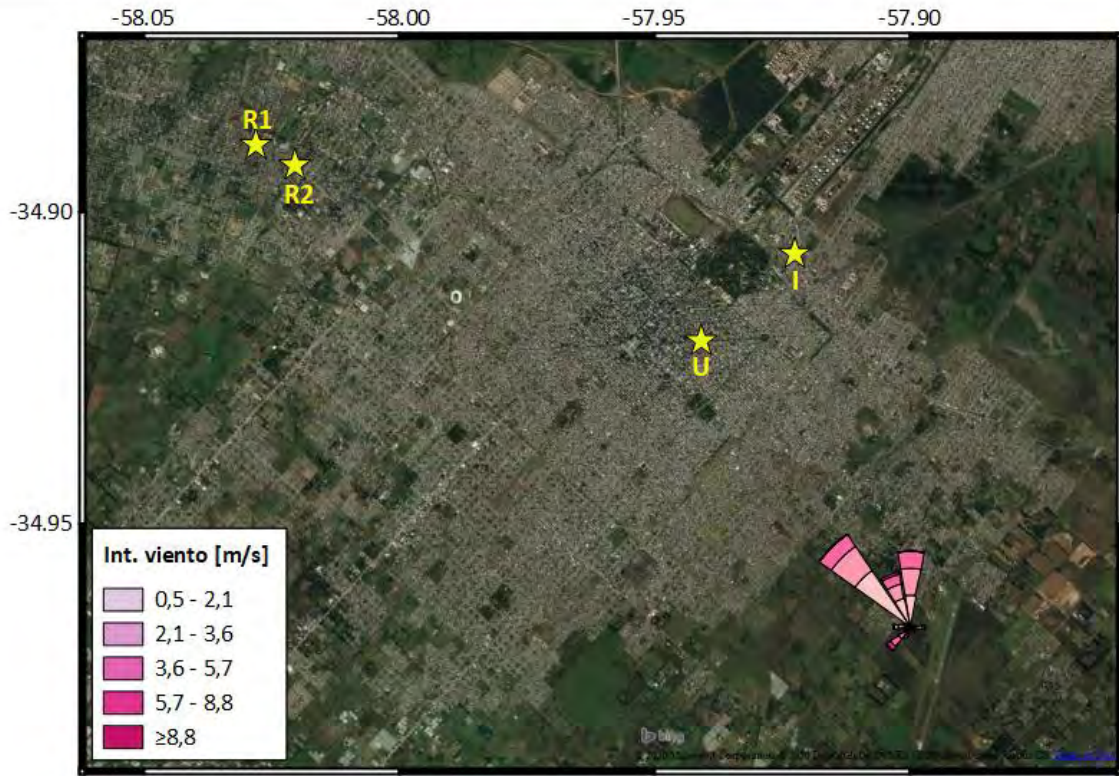 -58.05 -58.00 -57.95 -57.90
R1
R2
-34.90
I
U
-34.95
Int. viento [m/s]
0,5 - 2,1
2,1 - 3,6
3,6 - 5,7
5,7 - 8,8
≥8,8
bing